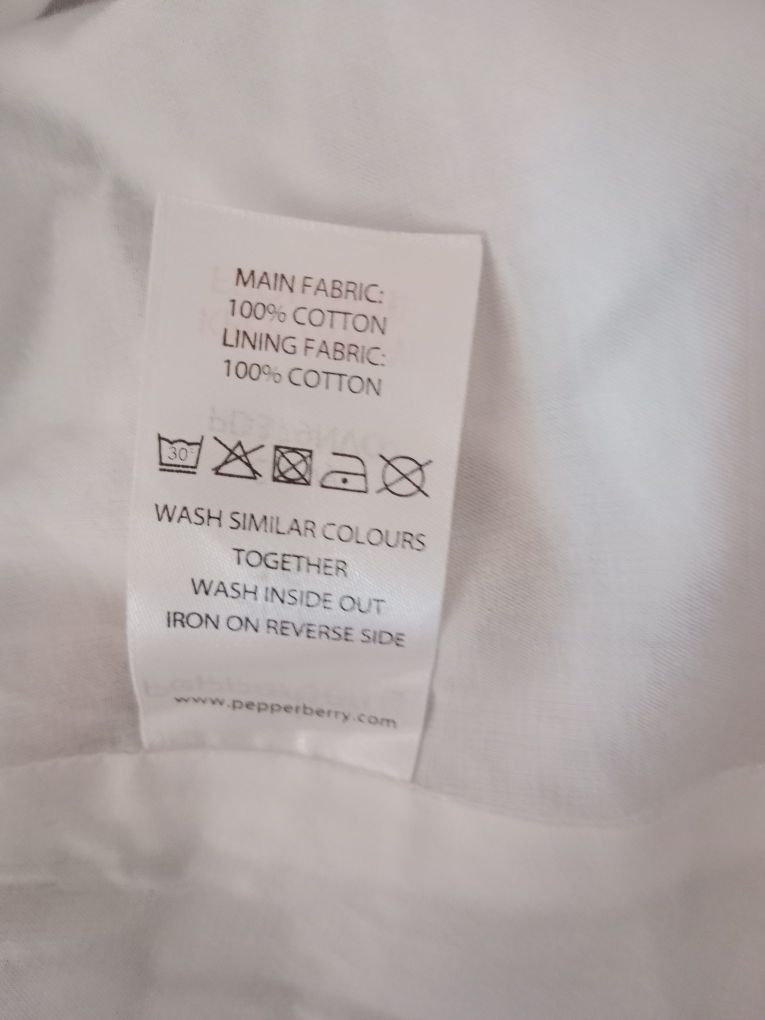 MAIN FABRIC:
100% COTTON
LINING FABRIC:
100% COTTON
30°
WASH SIMILAR COLOURS
TOGETHER
WASH INSIDE OUT
IRON ON REVERSE SIDE
www.pepperberry.com